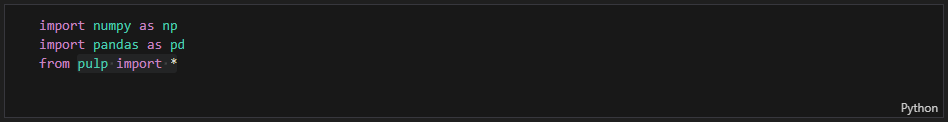 import numpy as np
import pandas as pd
from pulp import *
Python